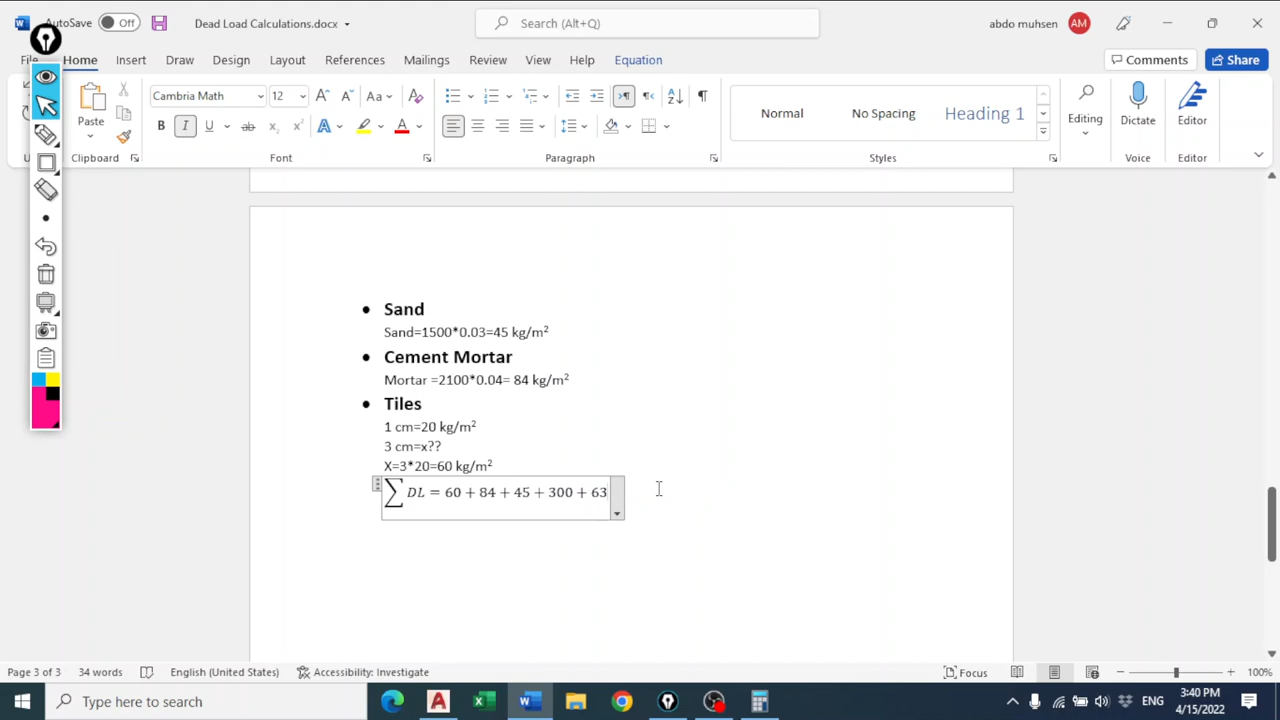 AutoSave Off Dead Load Calculations.docx Search (Alt+Q) abdo muhsen AM
File Home Insert Draw Design Layout References Mailings Review View Help Equation Comments Share
Paste Cambria Math 12 Aa Normal No Spacing Heading 1 Editing Dictate Editor
Clipboard Font Paragraph Styles Voice Editor
• Sand
Sand=1500*0.03=45 kg/m²
• Cement Mortar
Mortar =2100*0.04= 84 kg/m²
• Tiles
1 cm=20 kg/m²
3 cm=x??
X=3*20=60 kg/m²
∑ DL = 60 + 84 + 45 + 300 + 63
Page 3 of 3 34 words English (United States) Accessibility: Investigate Focus 100%
Type here to search ENG 3:40 PM
4/15/2022